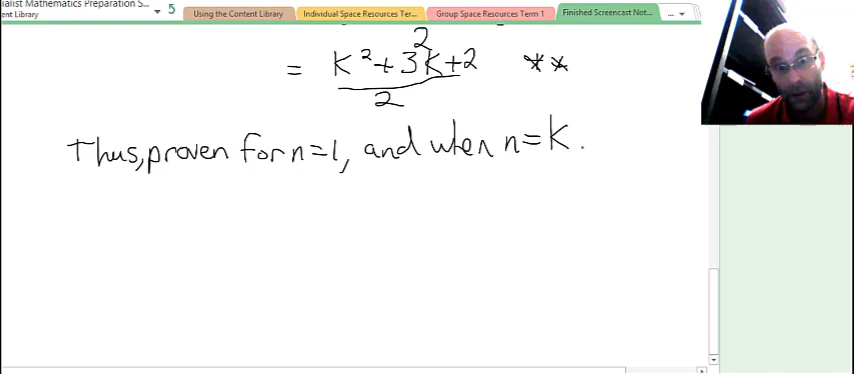 ialist Mathematics Preparation S...
ent Library
5
Using the Content Library
Individual Space Resources Ter...
Group Space Resources Term 1
Finished Screencast Not...
...
2
= k²+3k+2 **
2
Thus, proven for n=1, and when n=k.